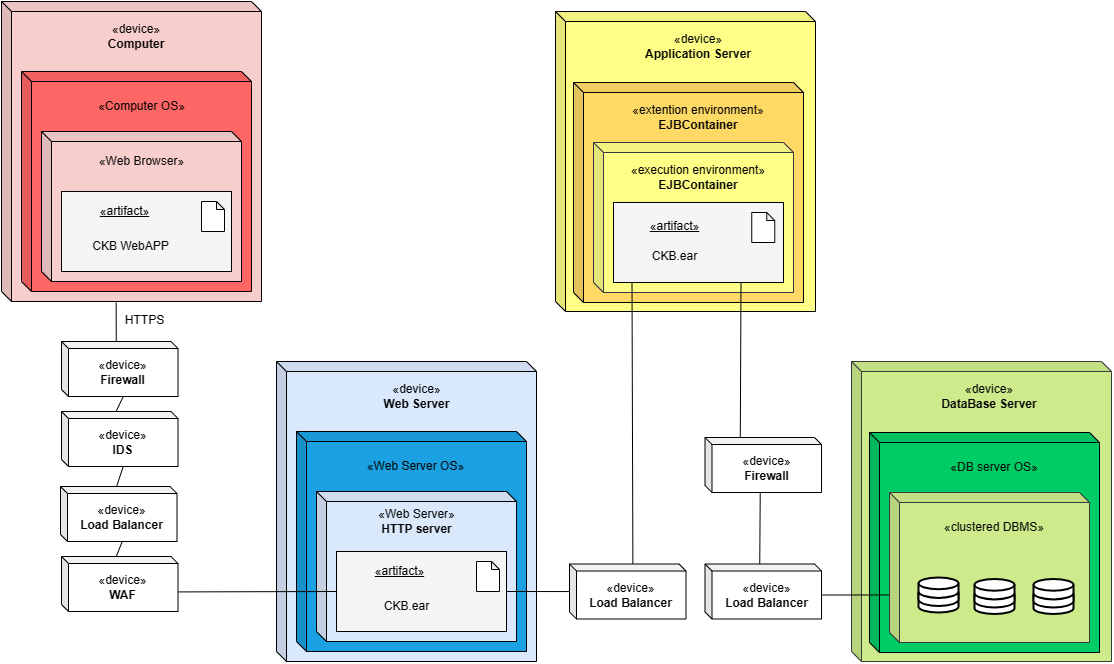 «device»
Computer
«Computer OS»
«Web Browser»
«artifact»
CKB WebAPP
HTTPS
«device»
Firewall
«device»
IDS
«device»
Load Balancer
«device»
WAF
«device»
Web Server
«Web Server OS»
«Web Server»
HTTP server
«artifact»
CKB.ear
«device»
Application Server
«extention environment»
EJBContainer
«execution environment»
EJBContainer
«artifact»
CKB.ear
«device»
Load Balancer
«device»
Firewall
«device»
Load Balancer
«device»
DataBase Server
«DB server OS»
«clustered DBMS»